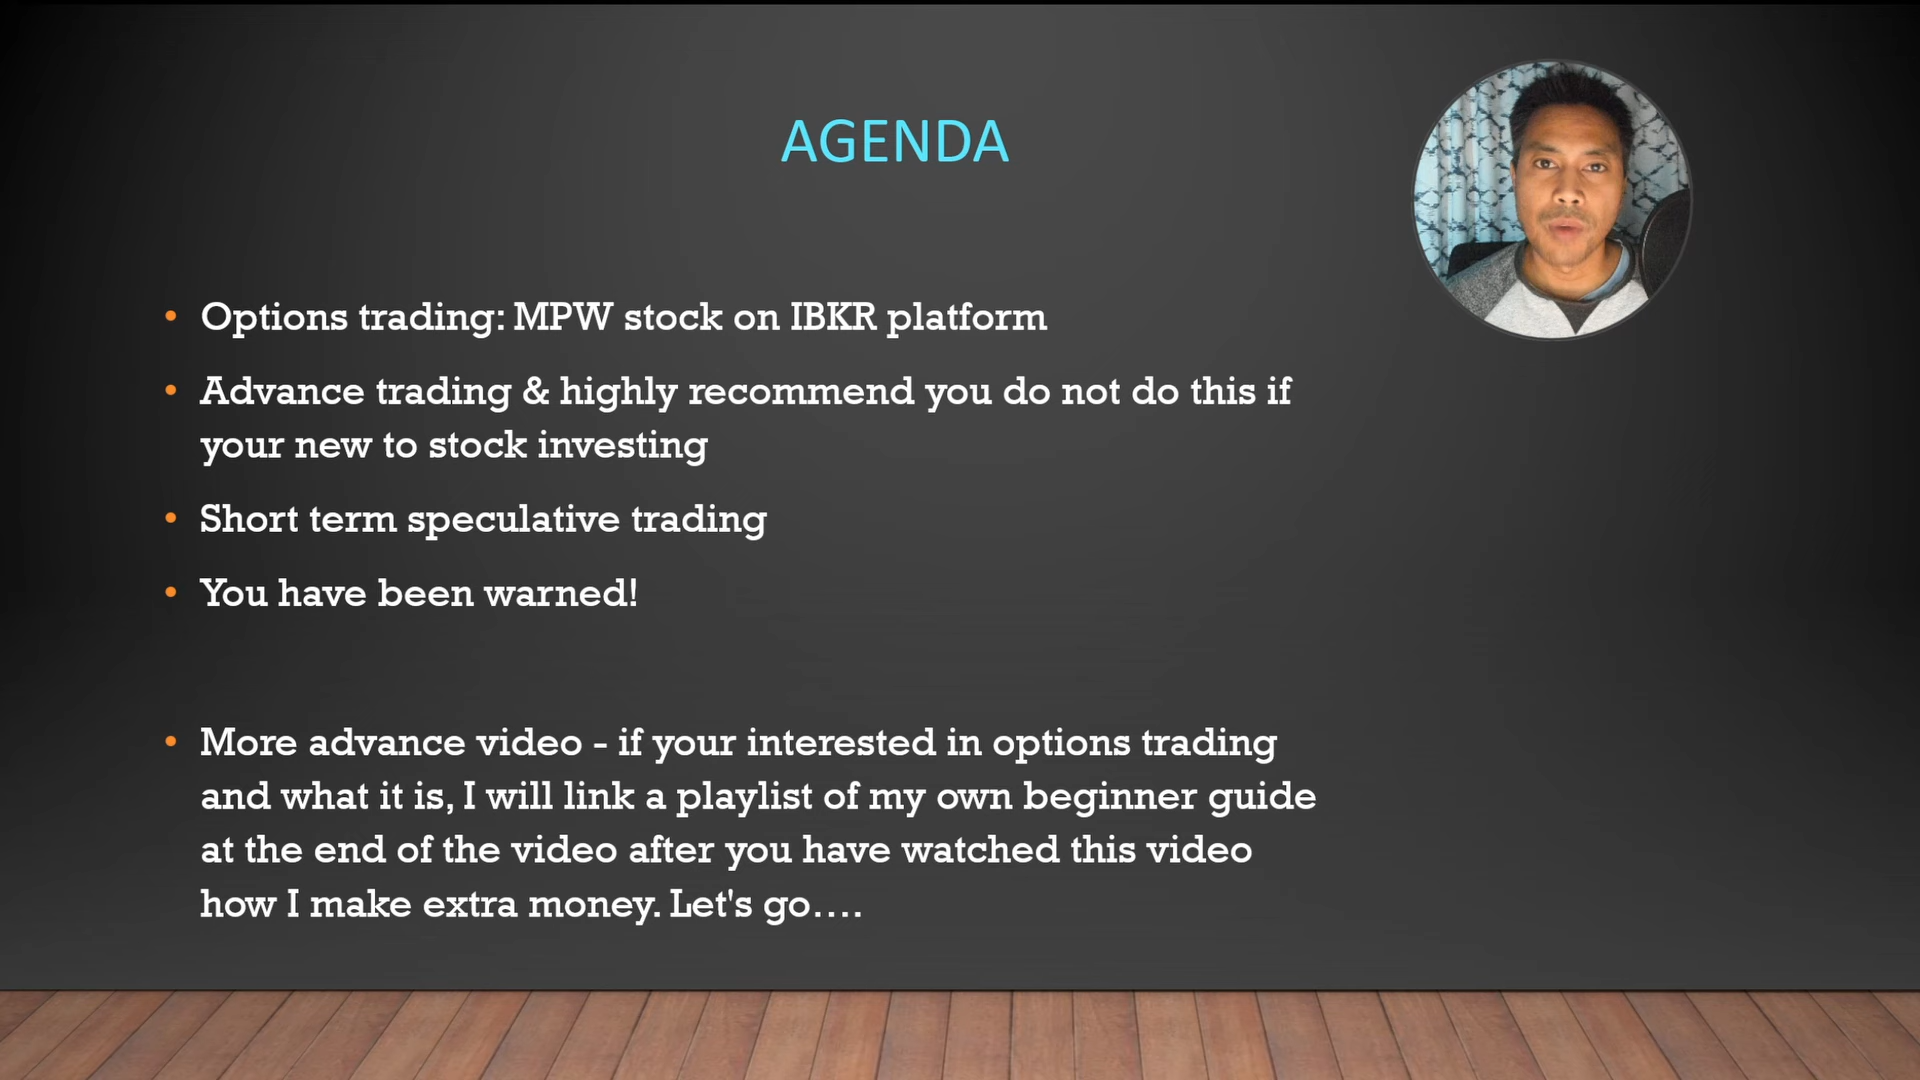 AGENDA
• Options trading: MPW stock on IBKR platform
• Advance trading & highly recommend you do not do this if
your new to stock investing
• Short term speculative trading
• You have been warned!
• More advance video - if your interested in options trading
and what it is, I will link a playlist of my own beginner guide
at the end of the video after you have watched this video
how I make extra money. Let's go....